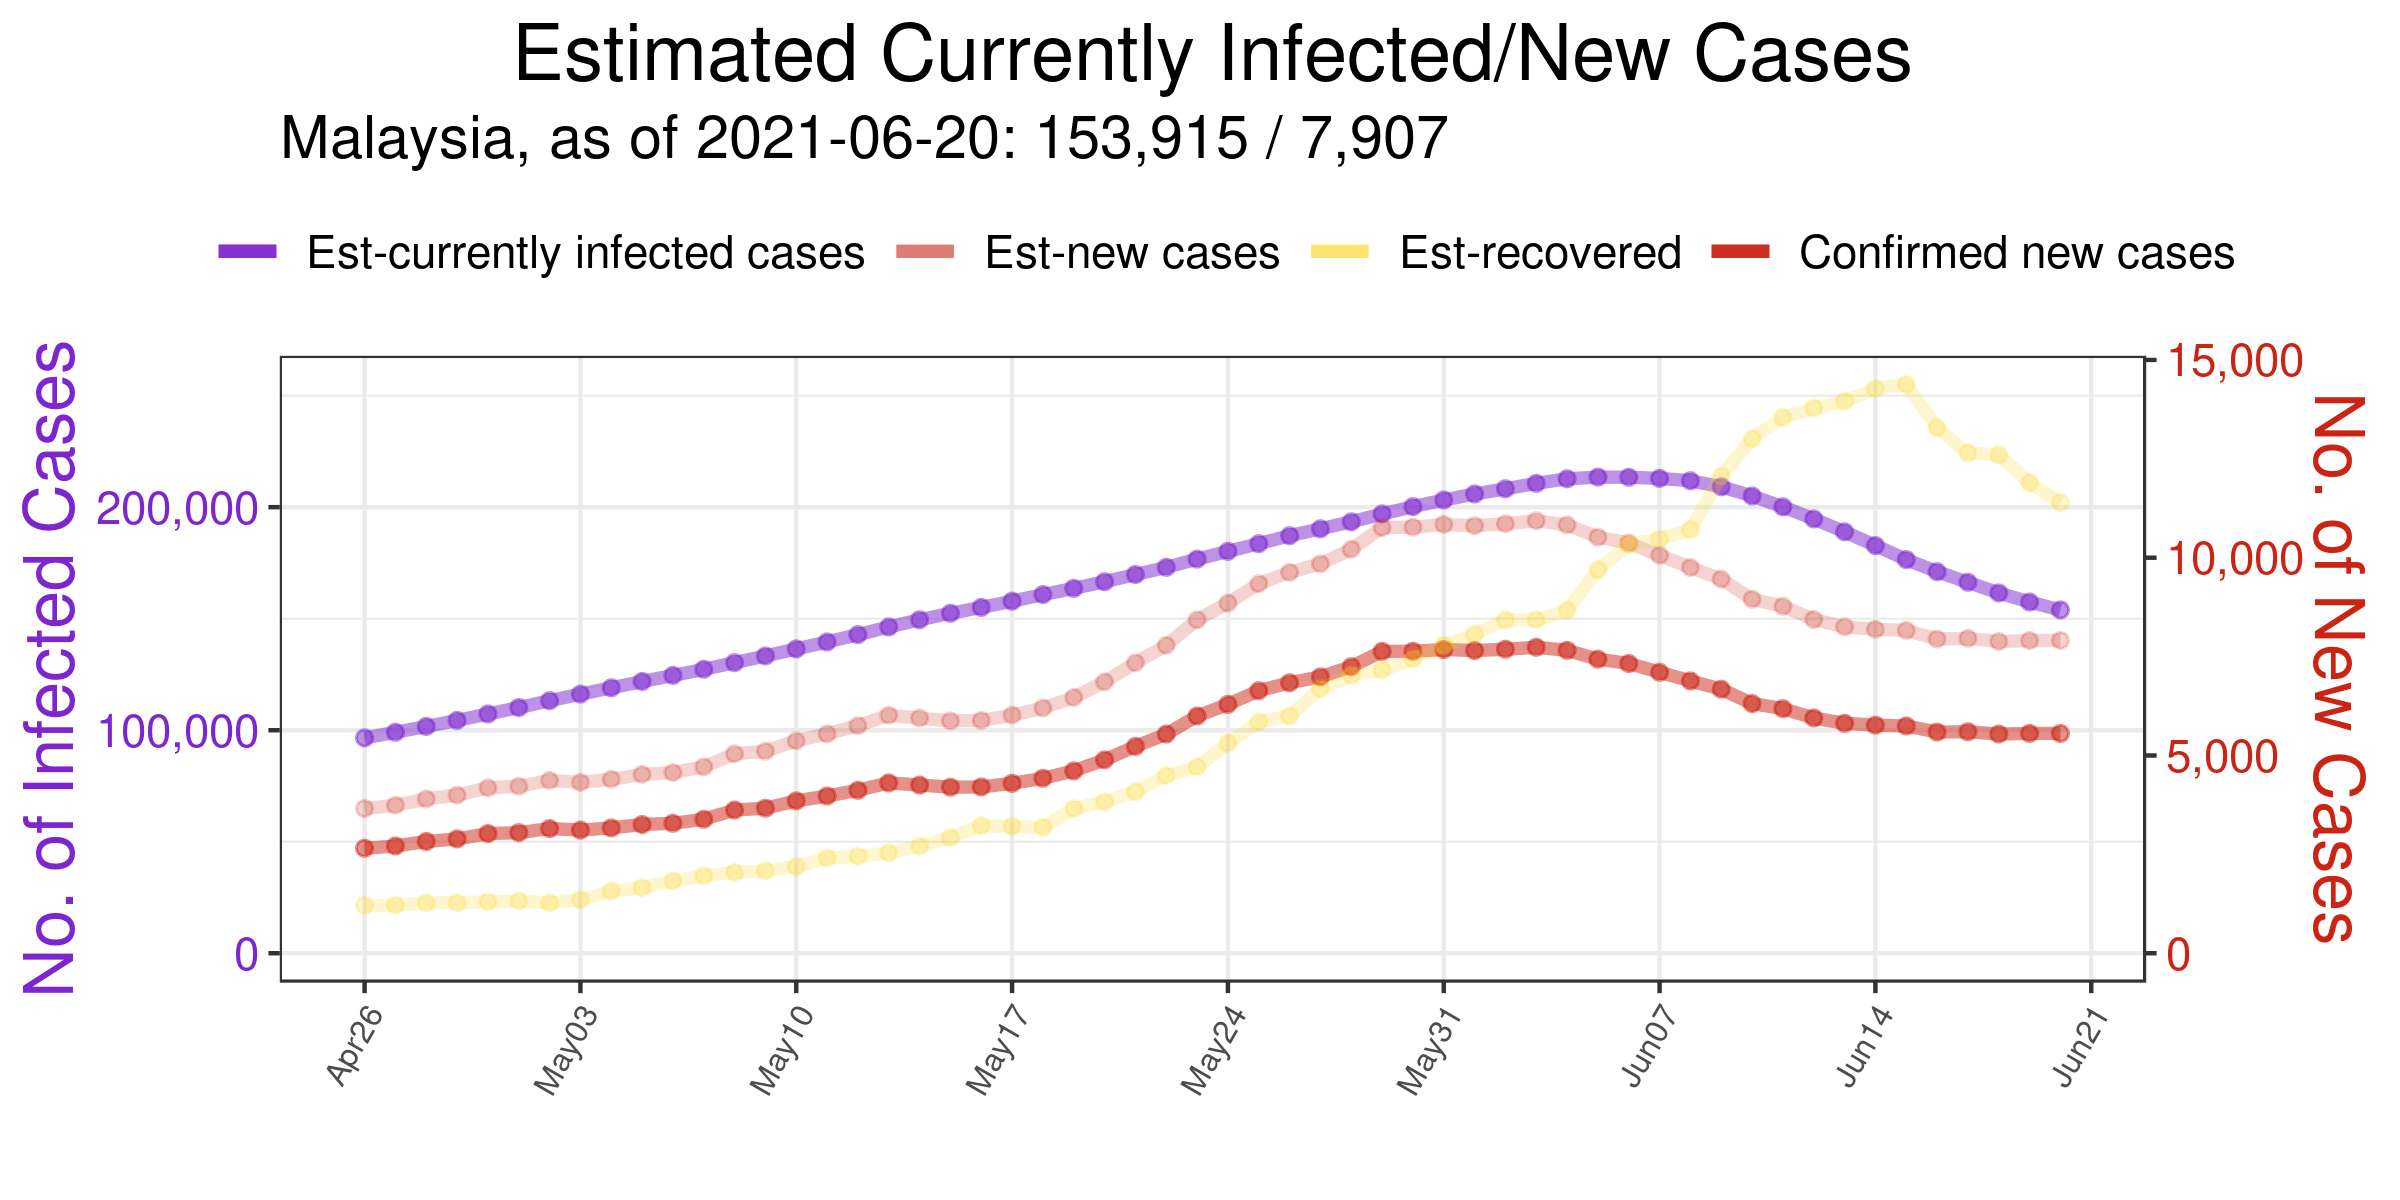 Estimated Currently Infected/New Cases
Malaysia, as of 2021-06-20: 153,915 / 7,907
Est-currently infected cases Est-new cases Est-recovered Confirmed new cases
No. of Infected Cases
200,000
100,000
0
15,000
10,000
5,000
0
No. of New Cases
Apr26 May03 May10 May17 May24 May31 Jun07 Jun14 Jun21